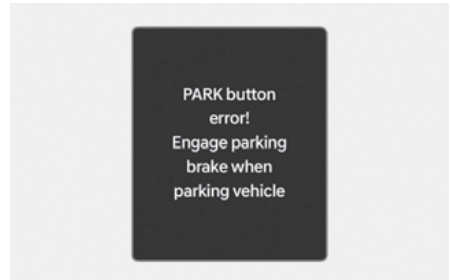 PARK button
error!
Engage parking
brake when
parking vehicle